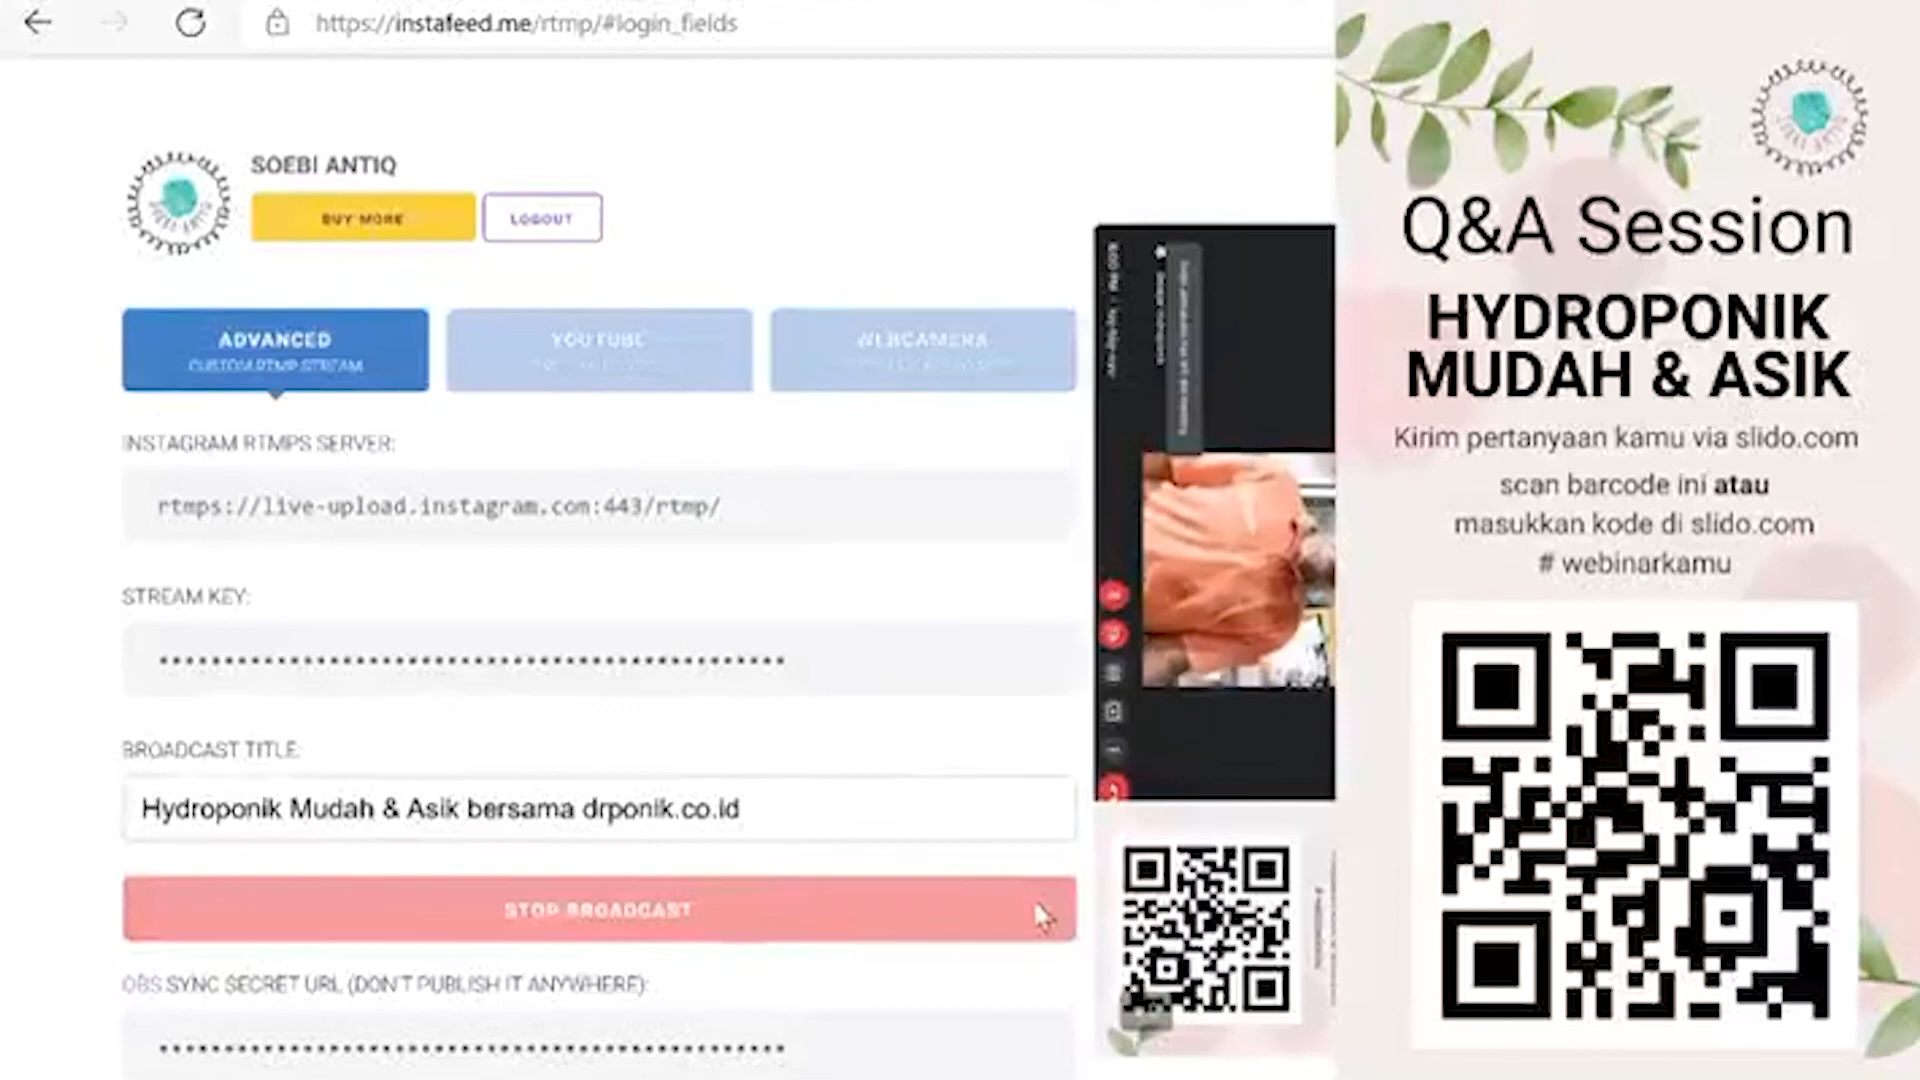 https://instafeed.me/rtmp/#login_fields
SOEBI ANTIQ
BUY MORE
LOGOUT
ADVANCED
CUSTOM RTMP STREAM
YOUTUBE
WEBCAMERA
INSTAGRAM RTMPS SERVER:
rtmps://live-upload.instagram.com:443/rtmp/
STREAM KEY:
BROADCAST TITLE:
Hydroponik Mudah & Asik bersama drponik.co.id
STOP BROADCAST
OBS SYNC SECRET URL (DON'T PUBLISH IT ANYWHERE):
Q&A Session
HYDROPONIK
MUDAH & ASIK
Kirim pertanyaan kamu via slido.com
scan barcode ini atau
masukkan kode di slido.com
# webinarkamu